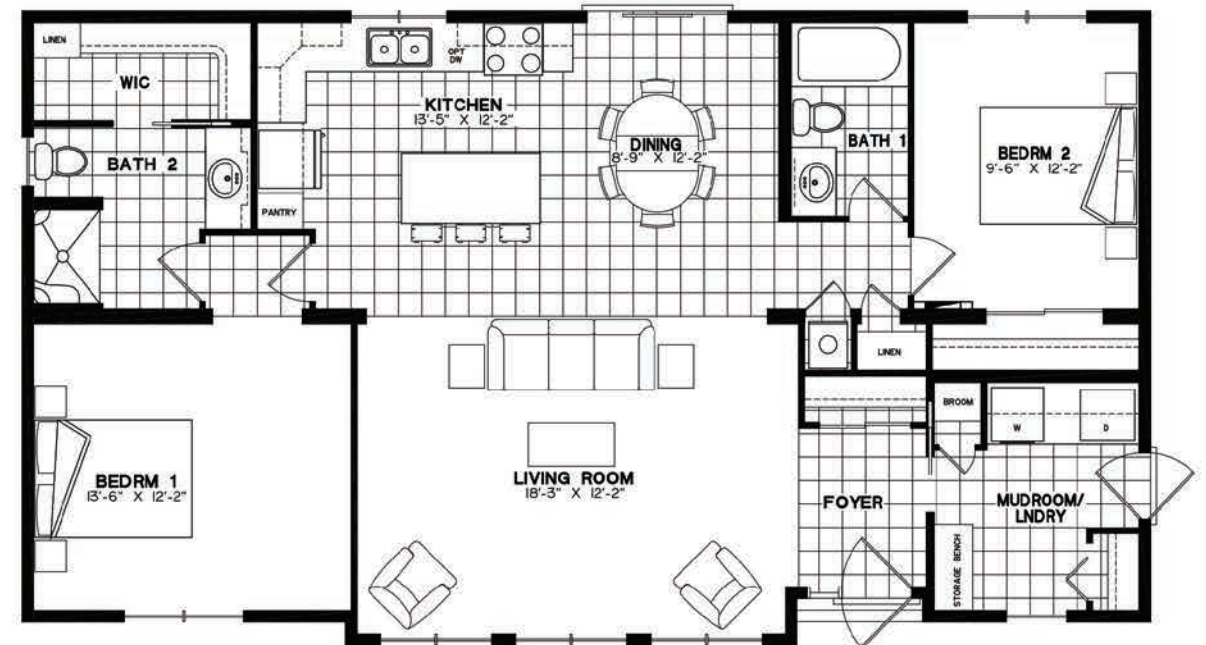 LINEN
WIC
OPT
DW
KITCHEN
13'-5" X 12'-2"
DINING
8'-9" X 12'-2"
BATH 1
BEDRM 2
9'-6" X 12'-2"
BATH 2
PANTRY
LINEN
BROOM
W
D
BEDRM 1
13'-6" X 12'-2"
LIVING ROOM
18'-3" X 12'-2"
FOYER
MUDROOM/
LNDRY
STORAGE BENCH